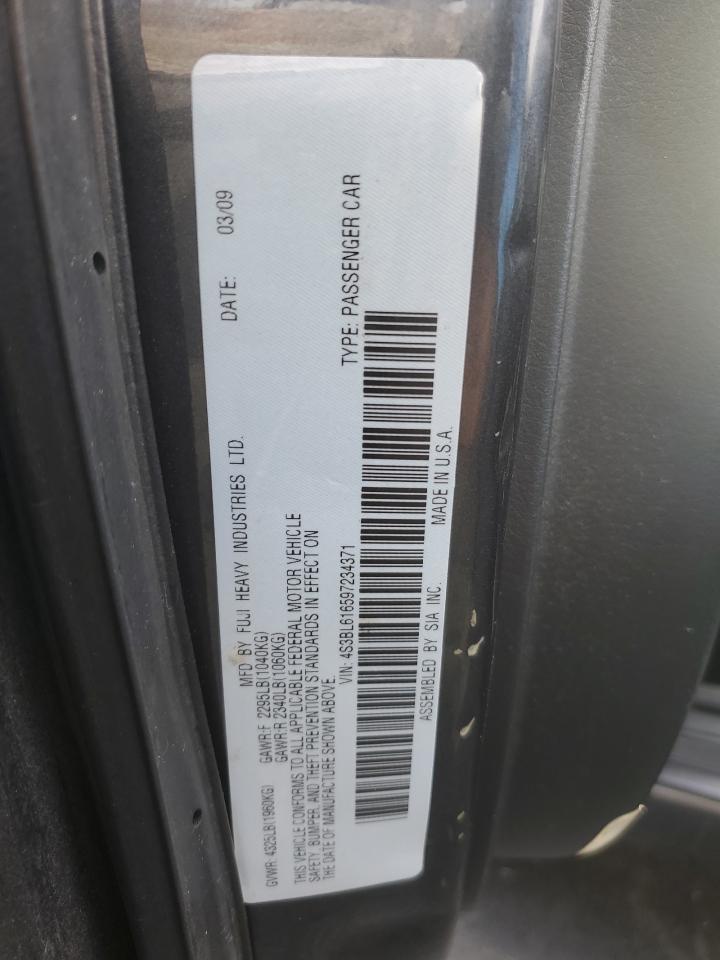 MFD BY FUJI HEAVY INDUSTRIES LTD. DATE: 03/09
GVWR: 4325LB(1960KG) GAWR:F 2295LB(1040KG)
GAWR:R 2340LB(1060KG)
THIS VEHICLE CONFORMS TO ALL APPLICABLE FEDERAL MOTOR VEHICLE
SAFETY, BUMPER, AND THEFT PREVENTION STANDARDS IN EFFECT ON
THE DATE OF MANUFACTURE SHOWN ABOVE.
VIN: 4S3BL616597234371 TYPE: PASSENGER CAR
ASSEMBLED BY SIA INC. MADE IN U.S.A.